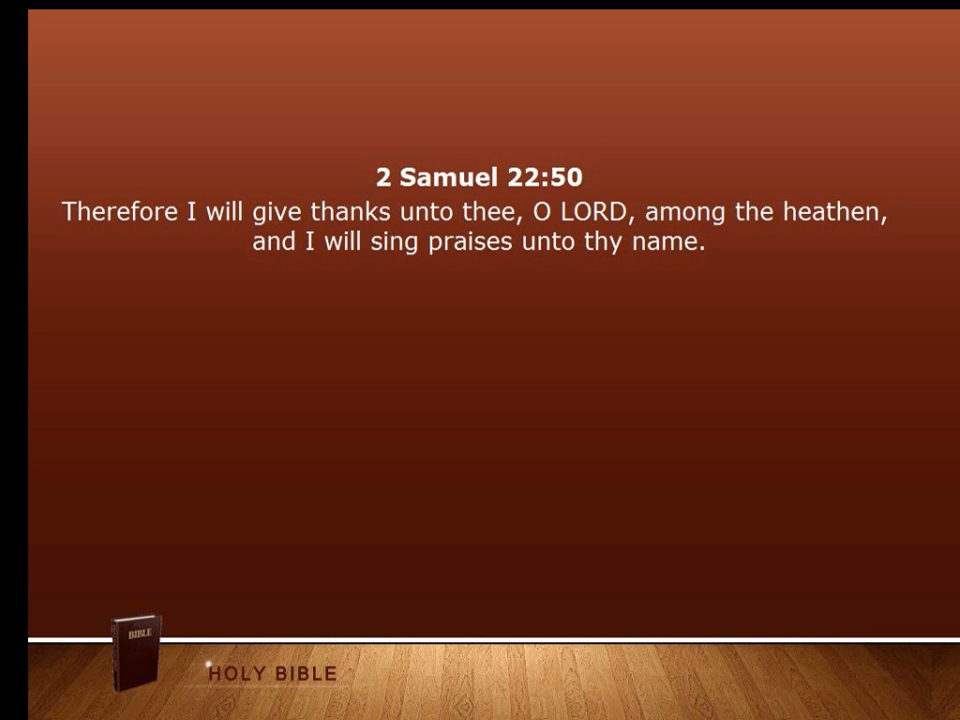 2 Samuel 22:50
Therefore I will give thanks unto thee, O LORD, among the heathen,
and I will sing praises unto thy name.
BIBLE
HOLY BIBLE